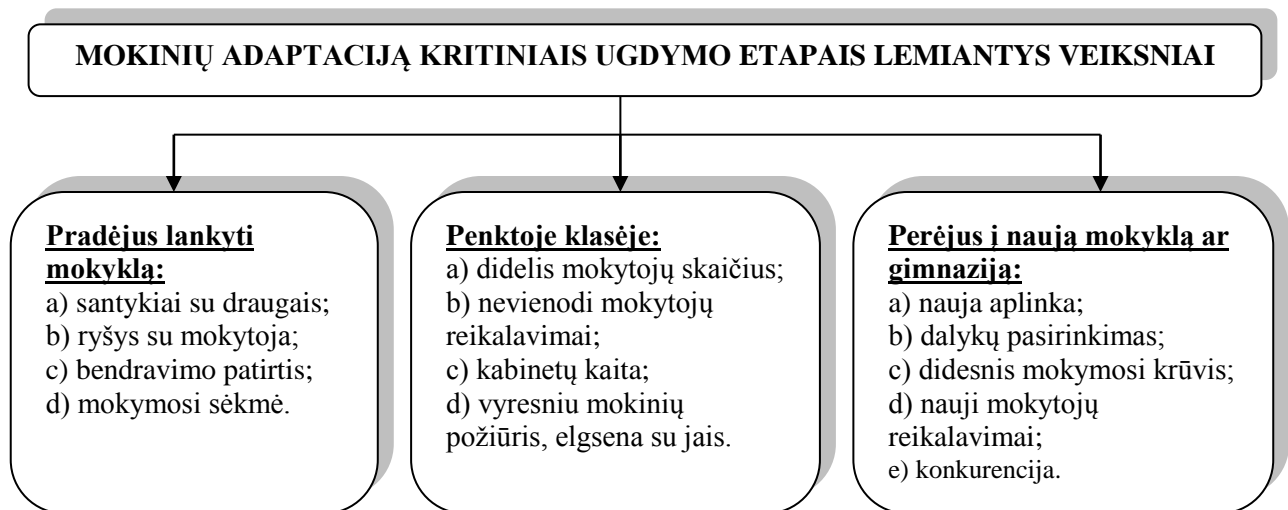 MOKINIŲ ADAPTACIJĄ KRITINIAIS UGDYMO ETAPAIS LEMIANTYS VEIKSNIAI
Pradėjus lankyti
mokyklą:
a) santykiai su draugais;
b) ryšys su mokytoja;
c) bendravimo patirtis;
d) mokymosi sėkmė.
Penktoje klasėje:
a) didelis mokytojų skaičius;
b) nevienodi mokytojų
reikalavimai;
c) kabinetų kaita;
d) vyresniu mokinių
požiūris, elgsena su jais.
Perėjus į naują mokyklą ar
gimnaziją:
a) nauja aplinka;
b) dalykų pasirinkimas;
c) didesnis mokymosi krūvis;
d) nauji mokytojų
reikalavimai;
e) konkurencija.